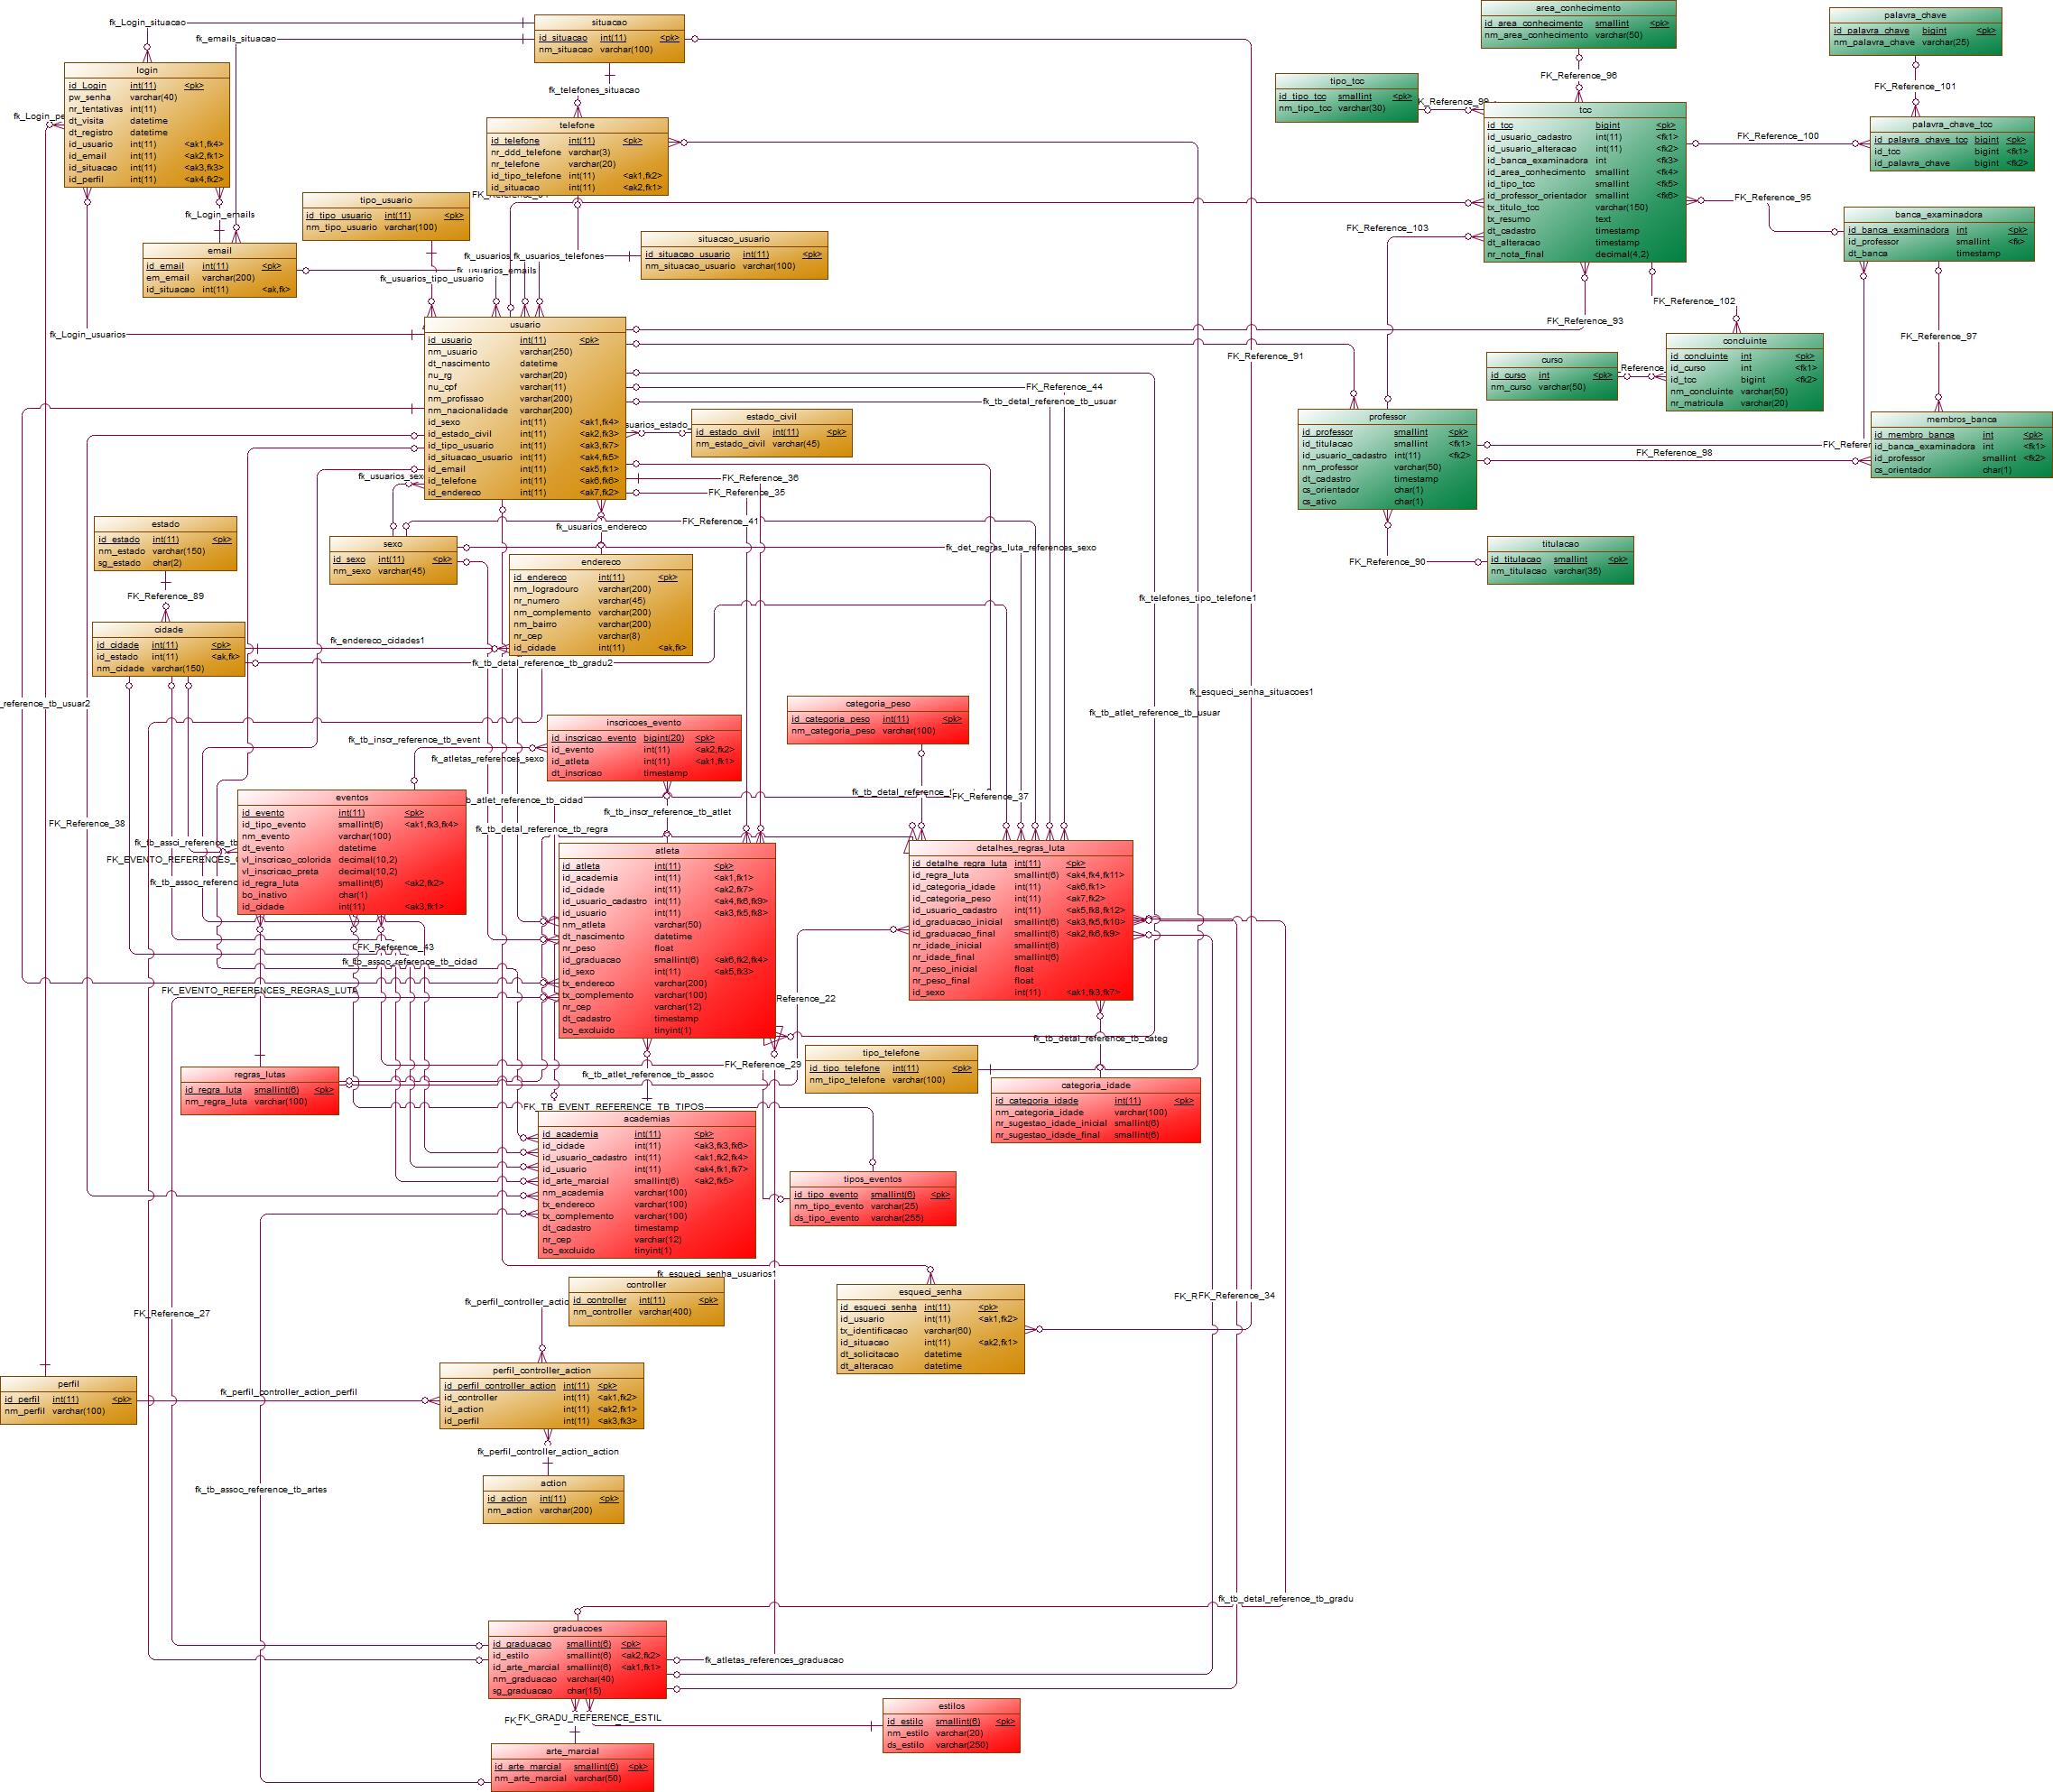 fk_Login_situacao
fk_emails_situacao
situacao
id_situacao int(11) <pk>
nm_situacao varchar(100)
fk_telefones_situacao
login
id_Login int(11) <pk>
pw_senha varchar(40)
nr_tentativas int(11)
dt_visita datetime
dt_registro datetime
id_usuario int(11) <ak1,fk4>
id_email int(11) <ak2,fk1>
id_situacao int(11) <ak3,fk3>
id_perfil int(11) <ak4,fk2>
fk_Login_pe
fk_Login_emails
telefone
id_telefone int(11) <pk>
nr_ddd_telefone varchar(3)
nr_telefone varchar(20)
id_tipo_telefone int(11) <ak1,fk2>
id_situacao int(11) <ak2,fk1>
tipo_usuario
id_tipo_usuario int(11) <pk>
nm_tipo_usuario varchar(100)
situacao_usuario
id_situacao_usuario int(11) <pk>
nm_situacao_usuario varchar(100)
email
id_email int(11) <pk>
em_email varchar(200)
id_situacao int(11) <ak,fk>
fk_usuarios_telefones
fk_usuarios_emails
fk_usuarios_tipo_usuario
fk_Login_usuarios
usuario
id_usuario int(11) <pk>
nm_usuario varchar(250)
dt_nascimento datetime
nu_rg varchar(20)
nu_cpf varchar(11)
nm_profissao varchar(200)
nm_nacionalidade varchar(200)
id_sexo int(11) <ak1,fk4>
id_estado_civil int(11) <ak2,fk3>
id_tipo_usuario int(11) <ak3,fk7>
id_situacao_usuario int(11) <ak4,fk5>
id_email int(11) <ak5,fk1>
id_telefone int(11) <ak6,fk6>
id_endereco int(11) <ak7,fk2>
estado_civil
id_estado_civil int(11) <pk>
nm_estado_civil varchar(45)
usuarios_estado_
FK_Reference_44
fk_tb_detal_reference_tb_usuar
FK_Reference_36
FK_Reference_35
FK_Reference_41
fk_usuarios_sex
fk_usuarios_endereco
fk_det_regras_luta_references_sexo
FK_Reference_91
area_conhecimento
id_area_conhecimento smallint <pk>
nm_area_conhecimento varchar(50)
FK_Reference_96
palavra_chave
id_palavra_chave bigint <pk>
nm_palavra_chave varchar(25)
FK_Reference_101
tipo_tcc
id_tipo_tcc smallint <pk>
nm_tipo_tcc varchar(30)
tcc
id_tcc bigint <pk>
id_usuario_cadastro int(11) <fk1>
id_usuario_alteracao int(11) <fk2>
id_banca_examinadora int <fk3>
id_area_conhecimento smallint <fk4>
id_tipo_tcc smallint <fk5>
id_professor_orientador smallint <fk6>
tx_titulo_tcc varchar(150)
tx_resumo text
dt_cadastro timestamp
dt_alteracao timestamp
nr_nota_final decimal(4,2)
FK_Reference_100
palavra_chave_tcc
id_palavra_chave_tcc bigint <pk>
id_tcc bigint <fk1>
id_palavra_chave bigint <fk2>
FK_Reference_95
FK_Reference_103
banca_examinadora
id_banca_examinadora int <pk>
id_professor smallint <fk>
dt_banca timestamp
FK_Reference_102
FK_Reference_93
FK_Reference_97
concluinte
id_concluinte int <pk>
id_curso int <fk1>
id_tcc bigint <fk2>
nm_concluinte varchar(50)
nr_matricula varchar(20)
curso
id_curso int <pk>
nm_curso varchar(50)
_Reference_
professor
id_professor smallint <pk>
id_titulacao smallint <fk1>
id_usuario_cadastro int(11) <fk2>
nm_professor varchar(50)
dt_cadastro timestamp
cs_orientador char(1)
cs_ativo char(1)
membros_banca
id_membro_banca int <pk>
id_banca_examinadora int <fk1>
id_professor smallint <fk2>
cs_orientador char(1)
FK_Refer
FK_Reference_98
FK_Reference_90
titulacao
id_titulacao smallint <pk>
nm_titulacao varchar(35)
estado
id_estado int(11) <pk>
nm_estado varchar(150)
sg_estado char(2)
FK_Reference_89
sexo
id_sexo int(11) <pk>
nm_sexo varchar(45)
endereco
id_endereco int(11) <pk>
nm_logradouro varchar(200)
nr_numero varchar(45)
nm_complemento varchar(200)
nm_bairro varchar(200)
nr_cep varchar(8)
id_cidade int(11) <ak,fk>
cidade
id_cidade int(11) <pk>
id_estado int(11) <ak,fk>
nm_cidade varchar(150)
fk_endereco_cidades1
fk_tb_detal_reference_tb_gradu2
fk_telefones_tipo_telefone1
fk_esqueci_senha_situacoes1
fk_tb_atlet_reference_tb_usuar
_reference_tb_usuar2
categoria_peso
id_categoria_peso int(11) <pk>
nm_categoria_peso varchar(100)
inscricoes_evento
id_inscricao_evento bigint(20) <pk>
id_evento int(11) <ak2,fk2>
id_atleta int(11) <ak1,fk1>
dt_inscricao timestamp
fk_tb_inscr_reference_tb_event
fk_atletas_references_sexo
eventos
id_evento int(11) <pk>
id_tipo_evento smallint(6) <ak1,fk3,fk4>
nm_evento varchar(100)
dt_evento datetime
vl_inscricao_colorida decimal(10,2)
vl_inscricao_preta decimal(10,2)
id_regra_luta smallint(6) <ak2,fk2>
bo_inativo char(1)
id_cidade int(11) <ak3,fk1>
b_atlet_reference_tb_cidad
fk_tb_inscr_reference_tb_atlet
fk_tb_detal_reference_tb_regra
fk_tb_detal_reference_t
FK_Reference_37
FK_Reference_38
fk_tb_assci_reference_tb
FK_EVENTO_REFERENCES_
fk_tb_assoc_referenc
atleta
id_atleta int(11) <pk>
id_academia int(11) <ak1,fk1>
id_cidade int(11) <ak2,fk7>
id_usuario_cadastro int(11) <ak4,fk6,fk9>
id_usuario int(11) <ak3,fk5,fk8>
nm_atleta varchar(50)
dt_nascimento datetime
nr_peso float
id_graduacao smallint(6) <ak6,fk2,fk4>
id_sexo int(11) <ak5,fk3>
tx_endereco varchar(200)
tx_complemento varchar(100)
nr_cep varchar(12)
dt_cadastro timestamp
bo_excluido tinyint(1)
detalhes_regras_luta
id_detalhe_regra_luta int(11) <pk>
id_regra_luta smallint(6) <ak4,fk4,fk11>
id_categoria_idade int(11) <ak6,fk1>
id_categoria_peso int(11) <ak7,fk2>
id_usuario_cadastro int(11) <ak5,fk8,fk12>
id_graduacao_inicial smallint(6) <ak3,fk5,fk10>
id_graduacao_final smallint(6) <ak2,fk6,fk9>
nr_idade_inicial smallint(6)
nr_idade_final smallint(6)
nr_peso_inicial float
nr_peso_final float
id_sexo int(11) <ak1,fk3,fk7>
FK_Reference_43
fk_tb_assoc_reference_tb_cidad
FK_EVENTO_REFERENCES_REGRAS_LUTA
Reference_22
fk_tb_detal_reference_tb_categ
FK_Reference_29
fk_tb_atlet_reference_tb_assoc
tipo_telefone
id_tipo_telefone int(11) <pk>
nm_tipo_telefone varchar(100)
regras_lutas
id_regra_luta smallint(6) <pk>
nm_regra_luta varchar(100)
categoria_idade
id_categoria_idade int(11) <pk>
nm_categoria_idade varchar(100)
nr_sugestao_idade_inicial smallint(6)
nr_sugestao_idade_final smallint(6)
FK_TB_EVENT_REFERENCE_TB_TIPOS
academias
id_academia int(11) <pk>
id_cidade int(11) <ak3,fk3,fk6>
id_usuario_cadastro int(11) <ak1,fk2,fk4>
id_usuario int(11) <ak4,fk1,fk7>
id_arte_marcial smallint(6) <ak2,fk5>
nm_academia varchar(100)
tx_endereco varchar(100)
tx_complemento varchar(100)
dt_cadastro timestamp
nr_cep varchar(12)
bo_excluido tinyint(1)
tipos_eventos
id_tipo_evento smallint(6) <pk>
nm_tipo_evento varchar(25)
ds_tipo_evento varchar(255)
fk_esqueci_senha_usuarios1
controller
id_controller int(11) <pk>
nm_controller varchar(400)
fk_perfil_controller_actio
esqueci_senha
id_esqueci_senha int(11) <pk>
id_usuario int(11) <ak1,fk2>
tx_identificacao varchar(60)
id_situacao int(11) <ak2,fk1>
dt_solicitacao datetime
dt_alteracao datetime
FK_R
FK_Reference_34
FK_Reference_27
perfil
id_perfil int(11) <pk>
nm_perfil varchar(100)
fk_perfil_controller_action_perfil
perfil_controller_action
id_perfil_controller_action int(11) <pk>
id_controller int(11) <ak1,fk2>
id_action int(11) <ak2,fk1>
id_perfil int(11) <ak3,fk3>
fk_perfil_controller_action_action
action
id_action int(11) <pk>
nm_action varchar(200)
fk_tb_assoc_reference_tb_artes
fk_tb_detal_reference_tb_gradu
graduacoes
id_graduacao smallint(6) <pk>
id_estilo smallint(6) <ak2,fk2>
id_arte_marcial smallint(6) <ak1,fk1>
nm_graduacao varchar(40)
sg_graduacao char(15)
fk_atletas_references_graduacao
FK_
FK_GRADU_REFERENCE_ESTIL
estilos
id_estilo smallint(6) <pk>
nm_estilo varchar(20)
ds_estilo varchar(250)
arte_marcial
id_arte_marcial smallint(6) <pk>
nm_arte_marcial varchar(50)